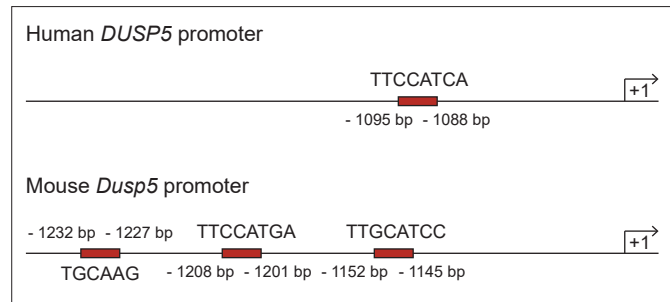 Human DUSP5 promoter
TTCCATCA
+1
- 1095 bp - 1088 bp
Mouse Dusp5 promoter
- 1232 bp - 1227 bp TTCCATGA TTGCATCC
+1
TGCAAG - 1208 bp - 1201 bp - 1152 bp - 1145 bp